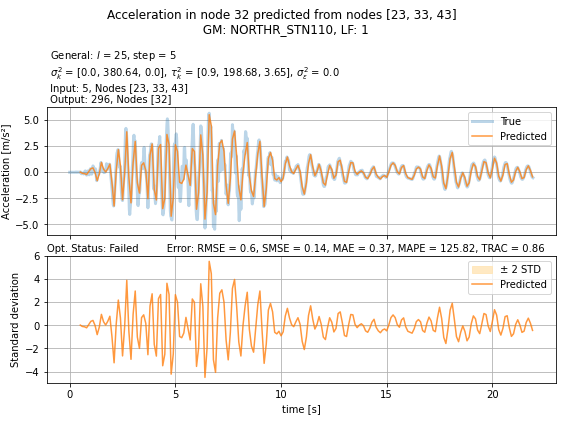 Acceleration in node 32 predicted from nodes [23, 33, 43]
GM: NORTHR_STN110, LF: 1
General: l = 25, step = 5
σ²ₖ = [0.0, 380.64, 0.0], τ²ₖ = [0.9, 198.68, 3.65], σ²ₑ = 0.0
Input: 5, Nodes [23, 33, 43]
Output: 296, Nodes [32]
Acceleration [m/s²]
5.0
2.5
0.0
−2.5
−5.0
True
Predicted
Opt. Status: Failed
Error: RMSE = 0.6, SMSE = 0.14, MAE = 0.37, MAPE = 125.82, TRAC = 0.86
Standard deviation
6
4
2
0
−2
−4
± 2 STD
Predicted
0
5
10
15
20
time [s]